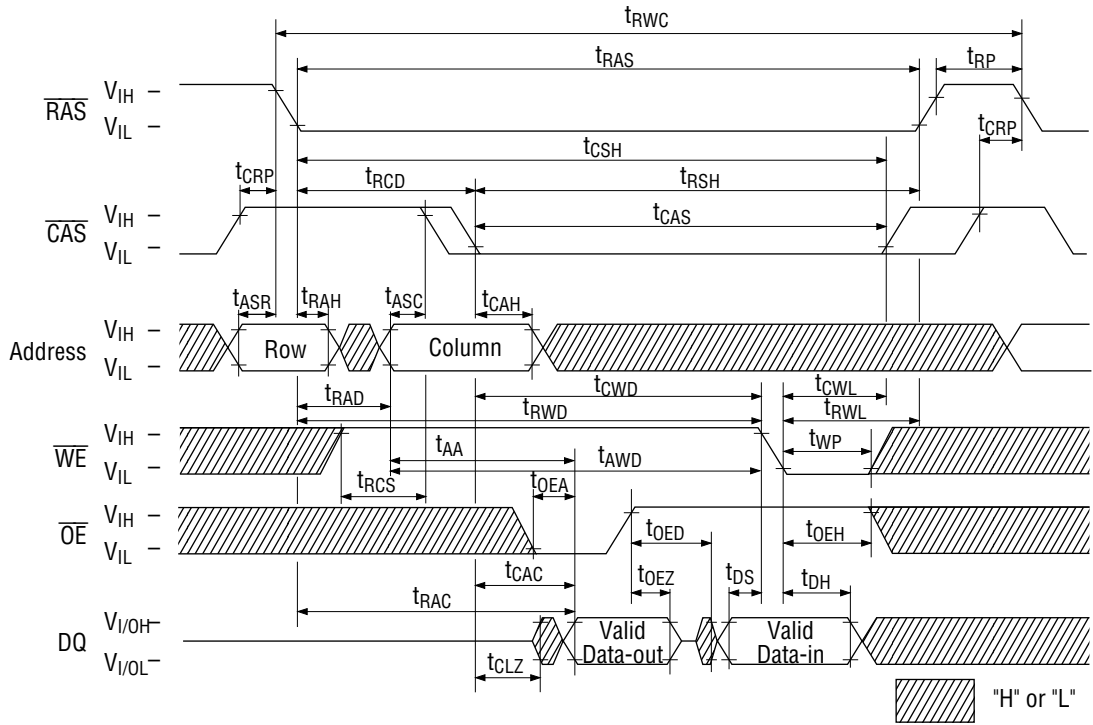 tRWC
tRAS
tRP
RAS
VIH
VIL
tCSH
tCRP
tCRP
tRCD
tRSH
CAS
VIH
VIL
tCAS
tASR
tRAH
tASC
tCAH
Address
VIH
VIL
Row
Column
tRAD
tCWD
tCWL
tRWD
tRWL
WE
VIH
VIL
tAA
tAWD
tWP
tRCS
tOEA
OE
VIH
VIL
tOED
tOEH
tCAC
tOEZ
tDS
tDH
tRAC
DQ
VI/OH
VI/OL
Valid
Data-out
Valid
Data-in
tCLZ
"H" or "L"